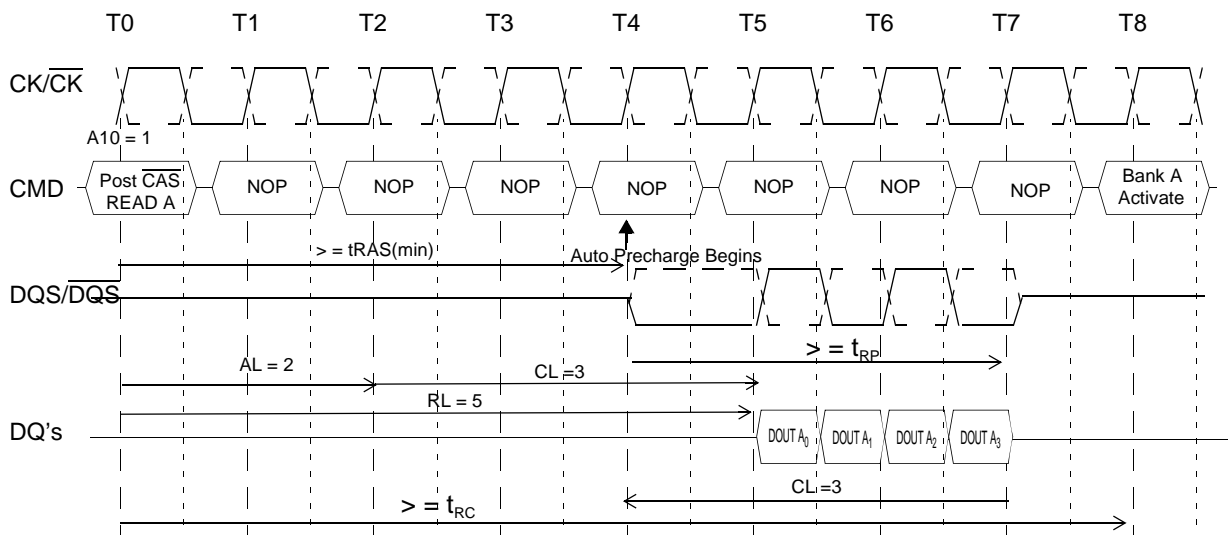 T0 T1 T2 T3 T4 T5 T6 T7 T8
CK/CK
A10 = 1
CMD
Post CAS
READ A
NOP NOP NOP NOP NOP NOP NOP
Bank A
Activate
> = tRAS(min)
Auto Precharge Begins
DQS/DQS
> = tRP
AL = 2
CL =3
RL = 5
DQ's
DOUT A0 DOUT A1 DOUT A2 DOUT A3
CL =3
> = tRC